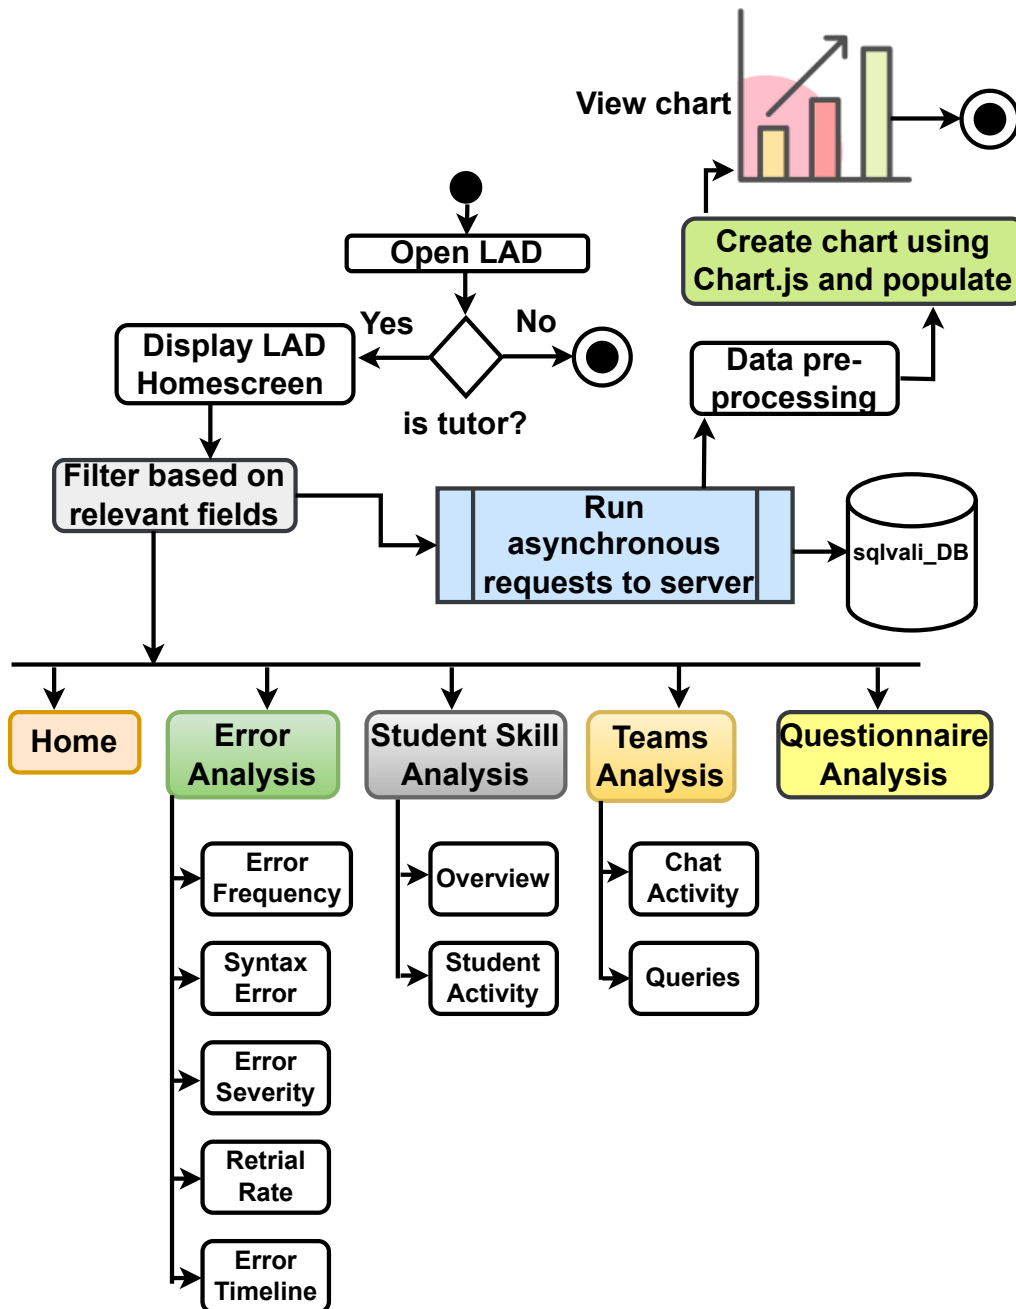 View chart
Create chart using
Chart.js and populate
Open LAD
Yes
No
Display LAD
Homescreen
is tutor?
Data pre-
processing
Filter based on
relevant fields
Run
asynchronous
requests to server
sqlvali_DB
Home
Error
Analysis
Student Skill
Analysis
Teams
Analysis
Questionnaire
Analysis
Error
Frequency
Syntax
Error
Error
Severity
Retrial
Rate
Error
Timeline
Overview
Student
Activity
Chat
Activity
Queries